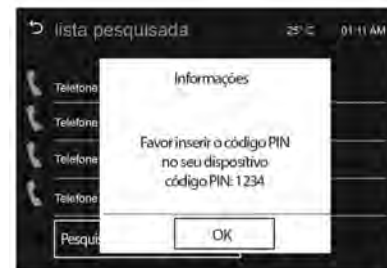 lista pesquisada 25° C 01:11 AM
Informações
Telefone
Telefone
Favor inserir o código PIN
no seu dispositivo
Telefone
código PIN: 1234
Telefone
Pesquis
OK